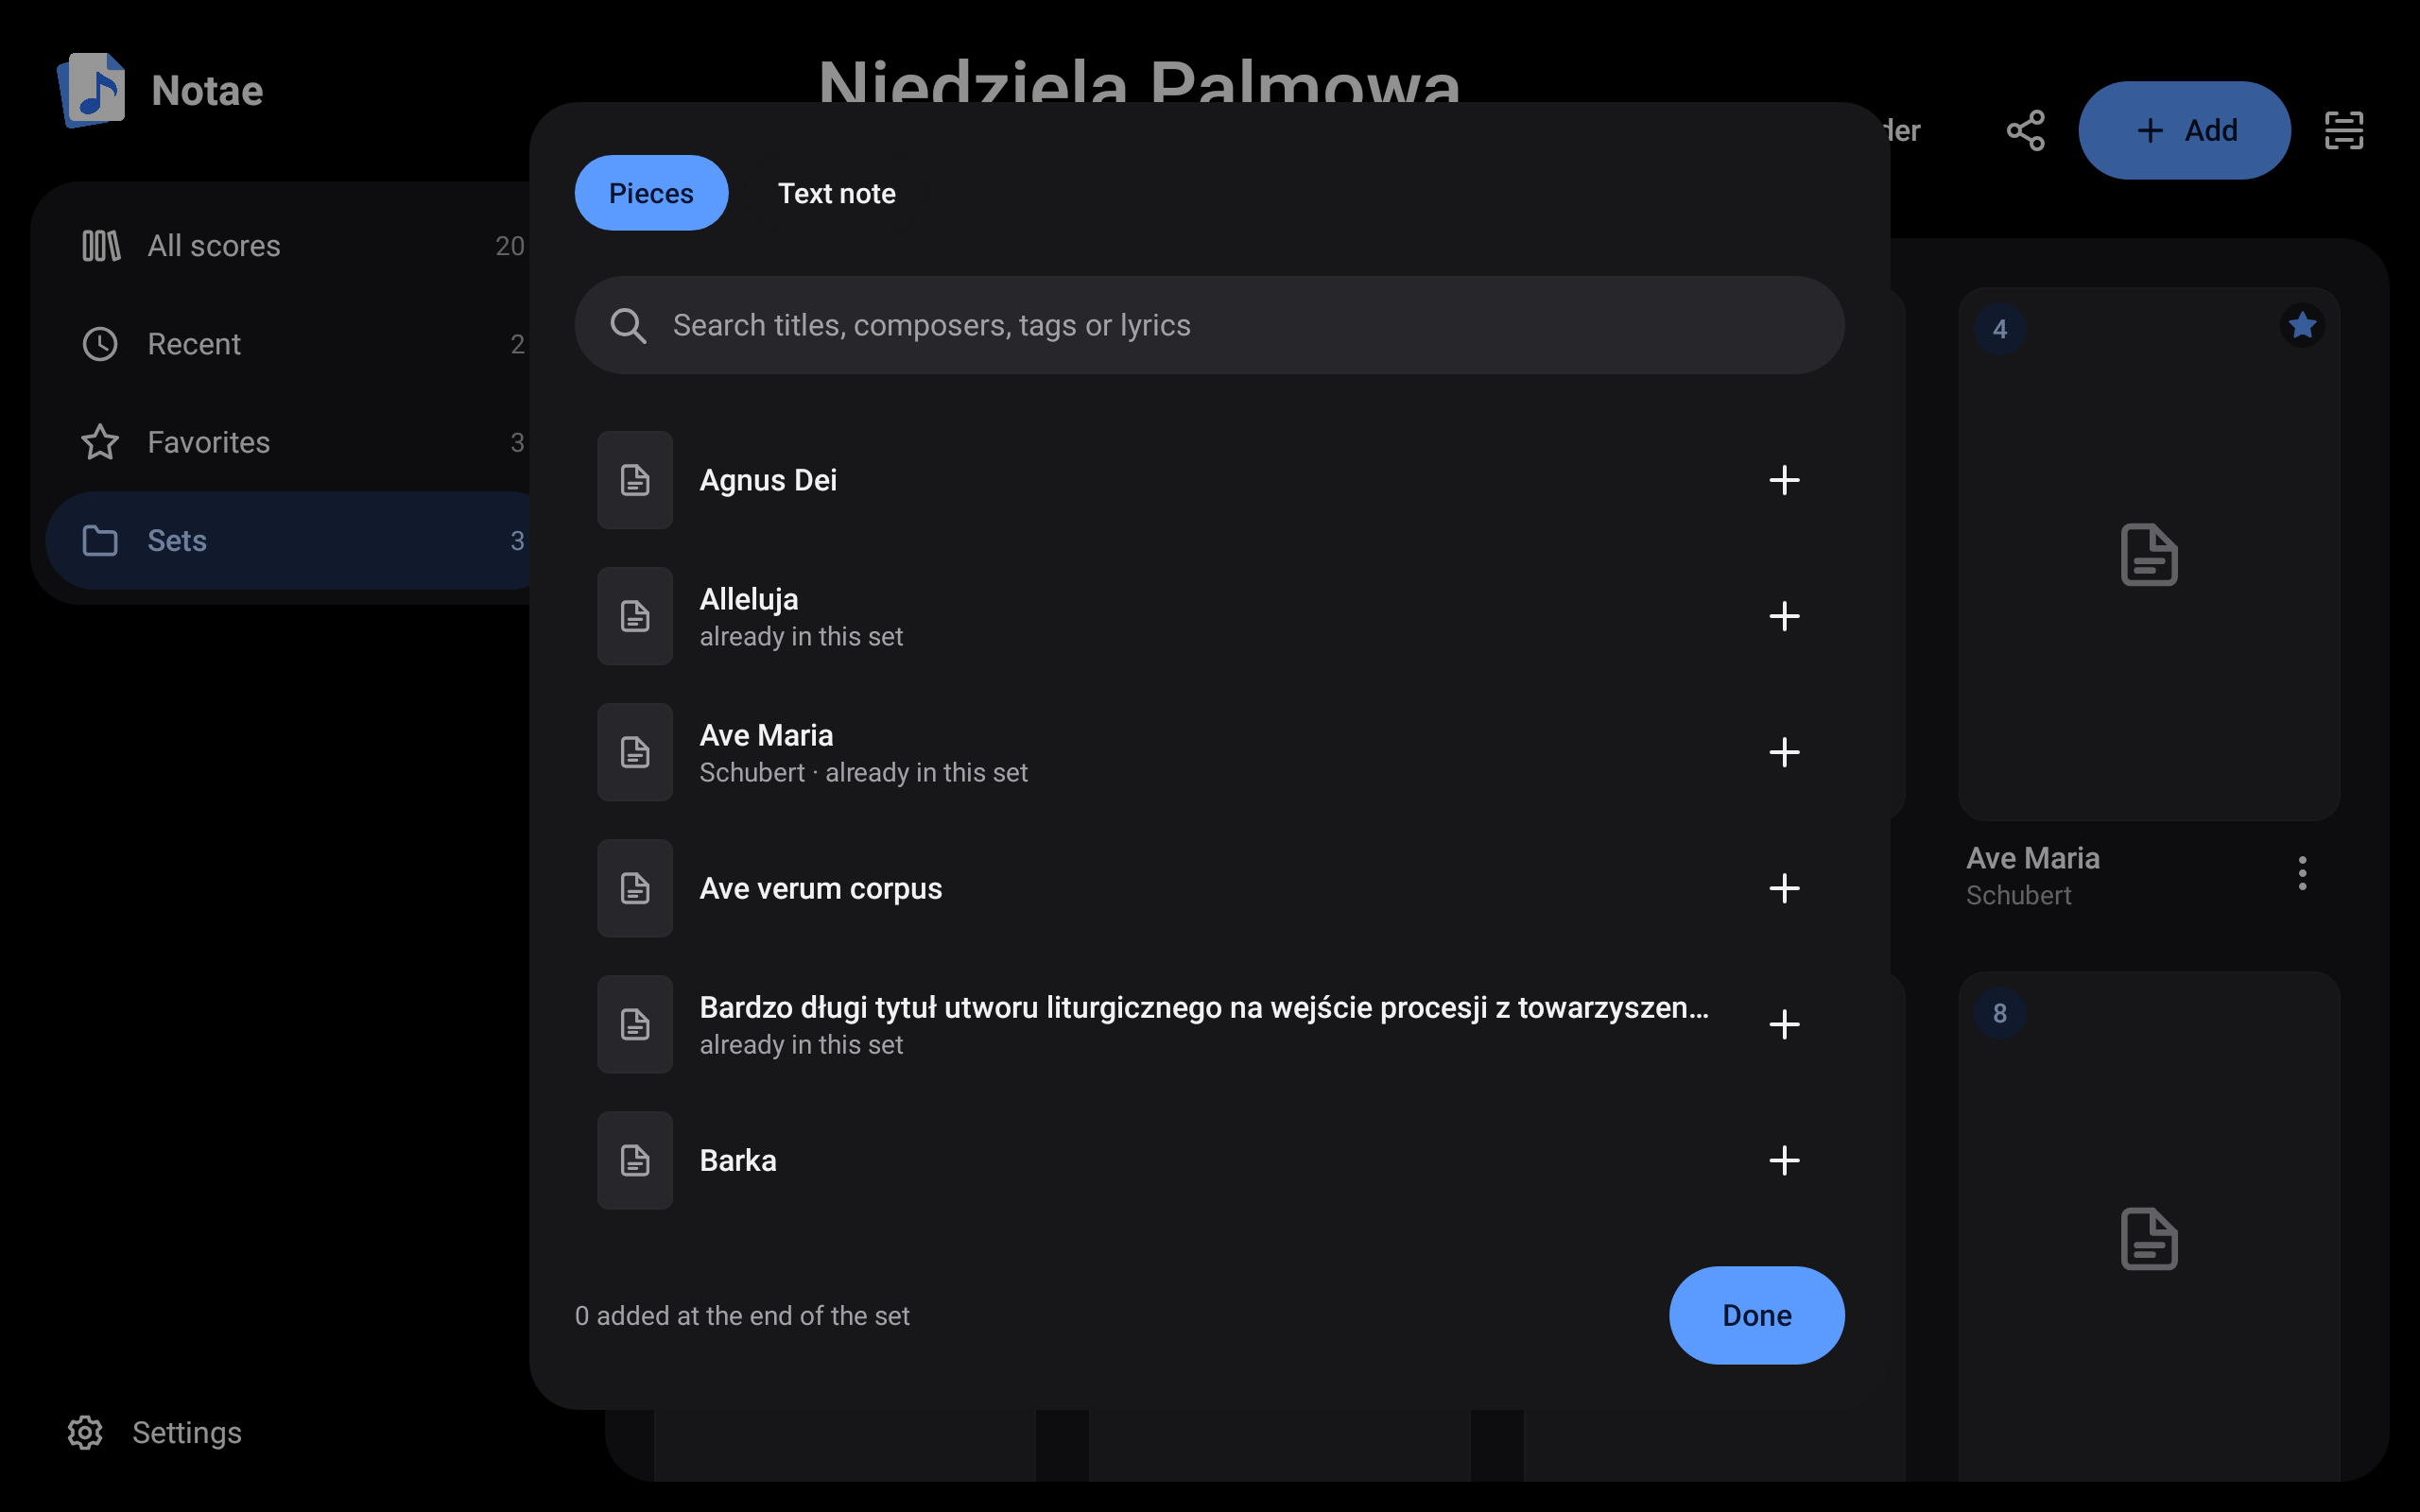 Notae
Niedziela Palmowa
Add
All scores 20
Recent 2
Favorites 3
Sets 3
Settings
Pieces
Text note
Search titles, composers, tags or lyrics
Agnus Dei
Alleluja
already in this set
Ave Maria
Schubert · already in this set
Ave verum corpus
Bardzo długi tytuł utworu liturgicznego na wejście procesji z towarzyszen…
already in this set
Barka
0 added at the end of the set
Done
4
Ave Maria
Schubert
8